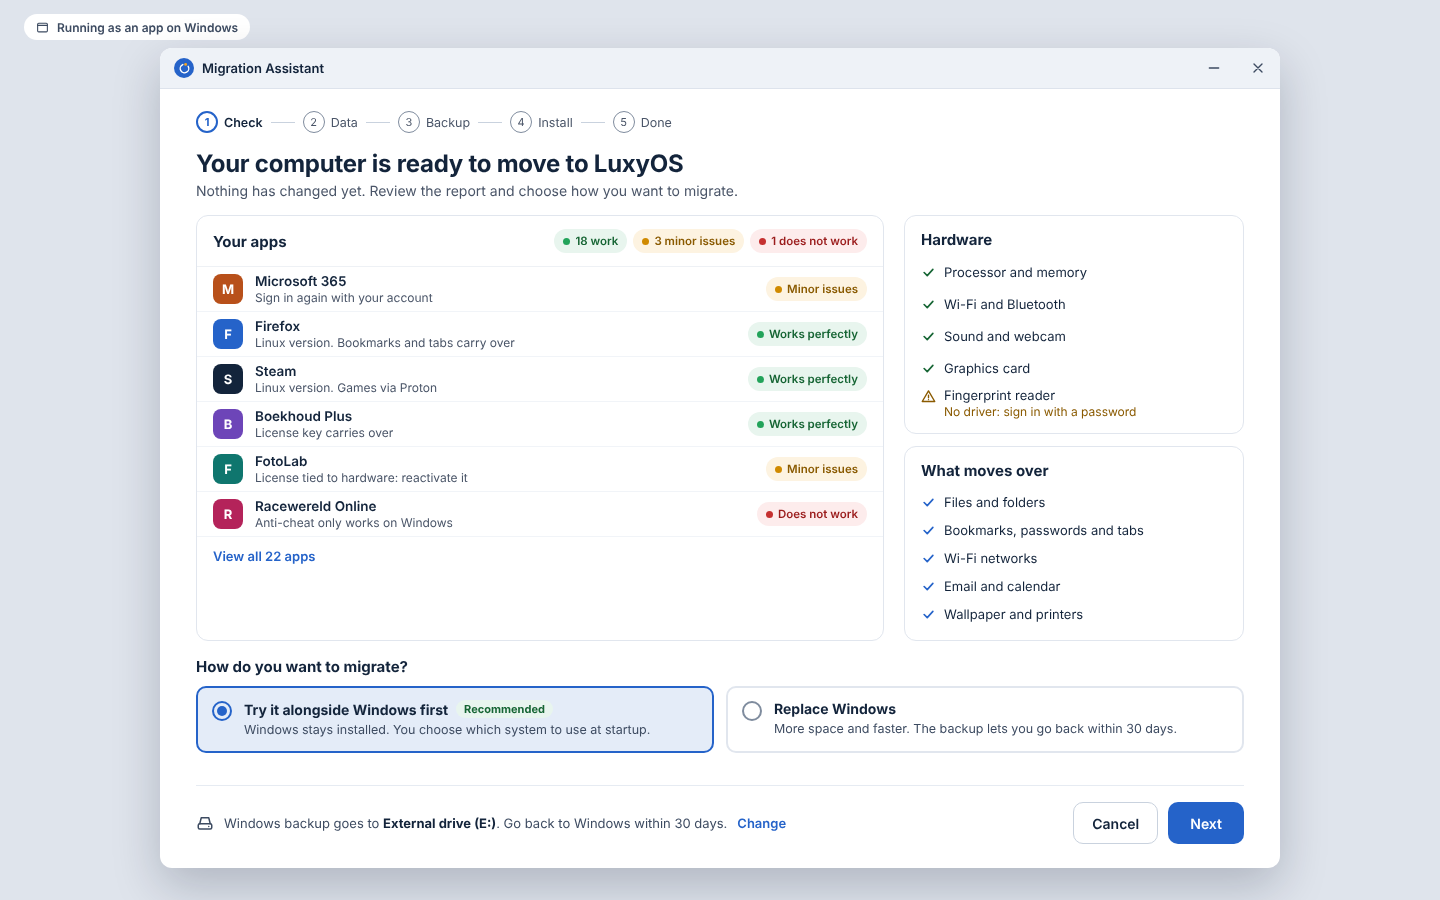 Running as an app on Windows
Migration Assistant
1 Check
2 Data
3 Backup
4 Install
5 Done
Your computer is ready to move to LuxyOS
Nothing has changed yet. Review the report and choose how you want to migrate.
Your apps
18 work
3 minor issues
1 does not work
M
Microsoft 365
Sign in again with your account
Minor issues
F
Firefox
Linux version. Bookmarks and tabs carry over
Works perfectly
S
Steam
Linux version. Games via Proton
Works perfectly
B
Boekhoud Plus
License key carries over
Works perfectly
F
FotoLab
License tied to hardware: reactivate it
Minor issues
R
Racewereld Online
Anti-cheat only works on Windows
Does not work
View all 22 apps
Hardware
Processor and memory
Wi-Fi and Bluetooth
Sound and webcam
Graphics card
Fingerprint reader
No driver: sign in with a password
What moves over
Files and folders
Bookmarks, passwords and tabs
Wi-Fi networks
Email and calendar
Wallpaper and printers
How do you want to migrate?
Try it alongside Windows first Recommended
Windows stays installed. You choose which system to use at startup.
Replace Windows
More space and faster. The backup lets you go back within 30 days.
Windows backup goes to External drive (E:). Go back to Windows within 30 days. Change
Cancel
Next